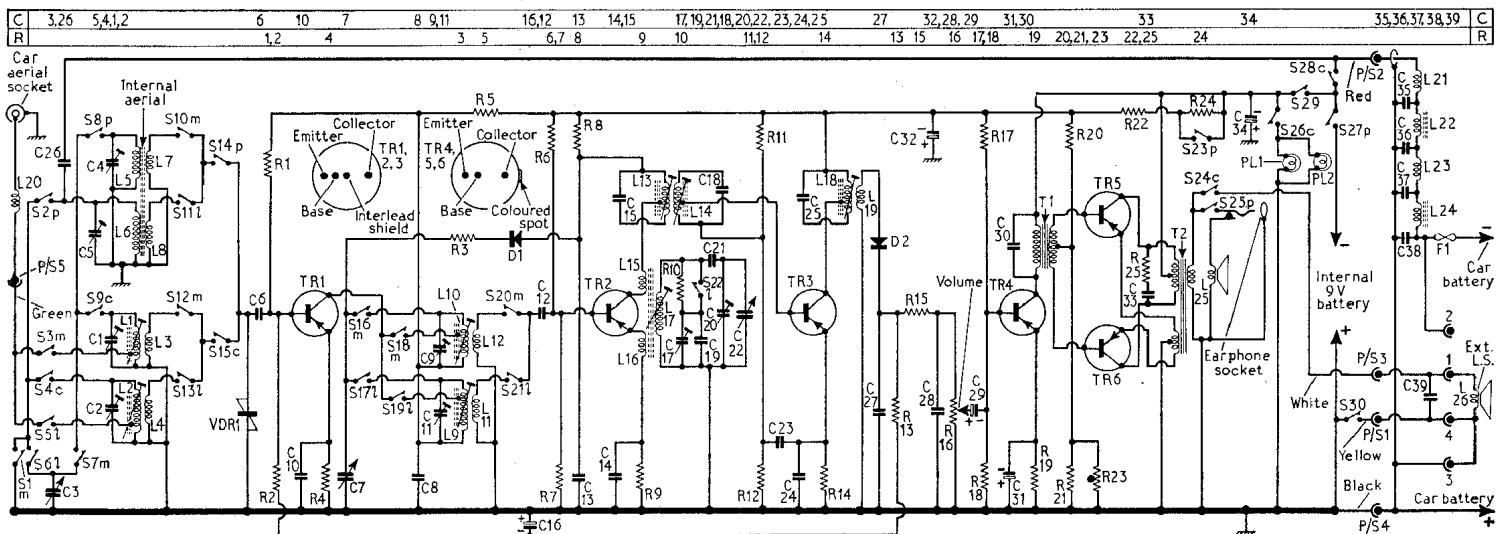 C 3,26 5,4,1,2 6 10 7 8 9,11 16,12 13 14,15 17,19,21,18,20,22,23,24,25 27 32,28,29 31,30 33 34 35,36,37,38,39 C
R 1,2 4 3 5 6,7 8 9 10 11,12 14 13 15 16 17,18 19 20,21,23 22,25 24 R
Car aerial socket
Internal aerial
S8p
S10m
S14p
C26
C4
L5
L7
L20
S2p
C5
L6
L8
S11l
P/S5
Green
S9c
S12m
S15c
S3m
C1
L1
L3
S4c
C2
L2
L4
S13l
S5l
S6l
S7m
S1m
C3
VDR1
C6
R1
R2
Emitter
Collector
TR1, 2, 3
Base
Interlead shield
Emitter
Collector
TR4, 5, 6
Base
Coloured spot
R5
R3
D1
TR1
C10
R4
S16m
S17l
S18m
S19l
C7
C8
L10
C9
L12
S20m
C11
L9
L11
S21l
C12
R6
R7
C16
R8
C13
TR2
C14
R9
C15
L13
L14
C18
L15
L16
R10
L17
C17
S22l
C20
C19
C21
C22
R11
R12
C23
C24
TR3
R14
C25
L18
L19
D2
C27
R13
R15
C28
R16
Volume
C29
+ -
C32
- +
R17
R18
TR4
C30
T1
C31
R19
R20
R21
R23
TR5
TR6
R22
R25
C33
T2
S23p
R24
S24c
S23p
L25
Earphone socket
C34
S26c
S29
S28c
S27p
PL1
PL2
Internal 9V battery
- +
P/S2
Red
P/S3
White
S30
P/S1
Yellow
Black
P/S4
C35
L21
C36
L22
C37
L23
C38
L24
F1
Car battery -
2
1
4
3
C39
Ext. L.S.
L26
Car battery +